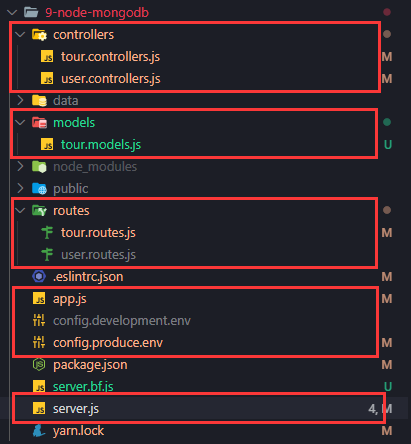 9-node-mongodb
controllers
tour.controllers.js M
user.controllers.js M
data
models
tour.models.js U
node_modules
public
routes
tour.routes.js M
user.routes.js
.eslintrc.json M
app.js M
config.development.env
config.produce.env M
package.json M
server.bf.js U
server.js 4, M
yarn.lock M